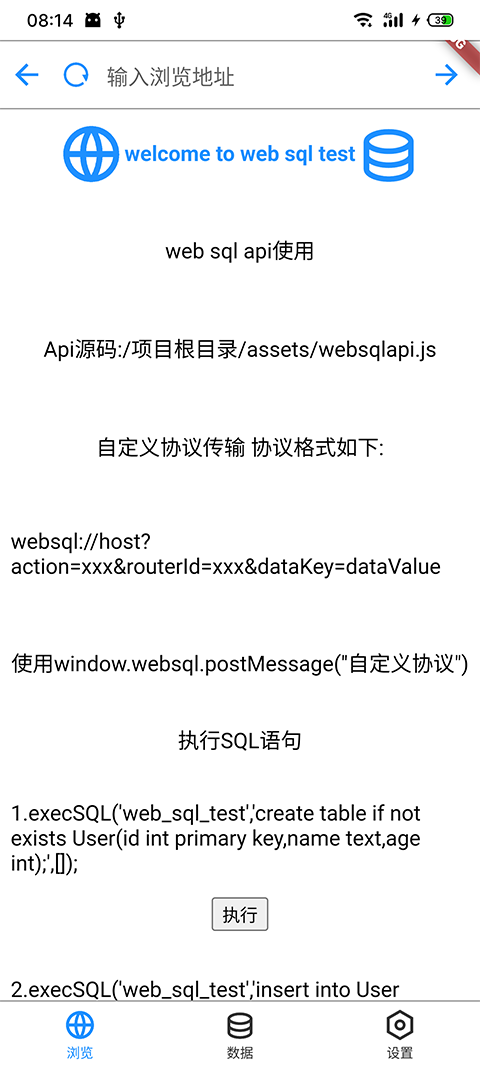 08:14 4G 39
输入浏览地址
welcome to web sql test
web sql api使用
Api源码:/项目根目录/assets/websqlapi.js
自定义协议传输 协议格式如下:
websql://host?
action=xxx&routerId=xxx&dataKey=dataValue
使用window.websql.postMessage("自定义协议")
执行SQL语句
1.execSQL('web_sql_test','create table if not
exists User(id int primary key,name text,age
int);',[]);
执行
2.execSQL('web_sql_test','insert into User
浏览 数据 设置